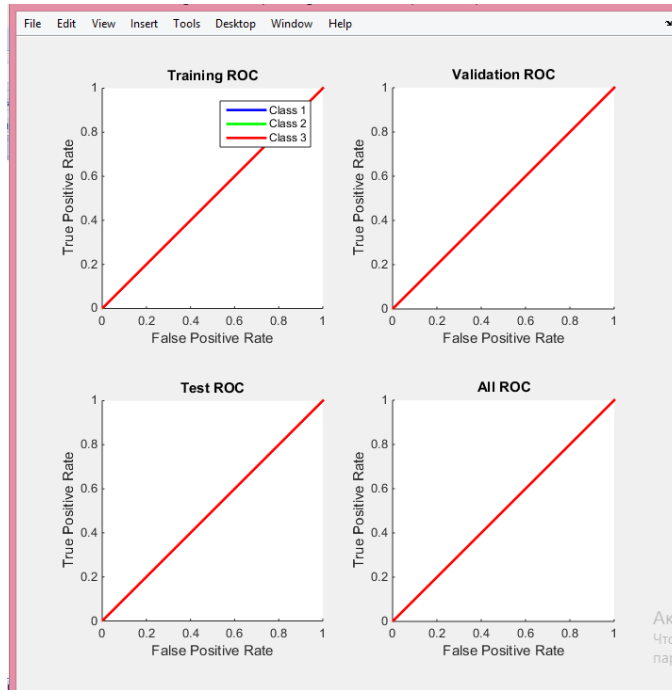 File Edit View Insert Tools Desktop Window Help
Training ROC
1
0.8
0.6
0.4
0.2
0
True Positive Rate
Class 1
Class 2
Class 3
0 0.2 0.4 0.6 0.8 1
False Positive Rate
Validation ROC
1
0.8
0.6
0.4
0.2
0
True Positive Rate
0 0.2 0.4 0.6 0.8 1
False Positive Rate
Test ROC
1
0.8
0.6
0.4
0.2
0
True Positive Rate
0 0.2 0.4 0.6 0.8 1
False Positive Rate
All ROC
1
0.8
0.6
0.4
0.2
0
True Positive Rate
0 0.2 0.4 0.6 0.8 1
False Positive Rate
Ак
Что
пар